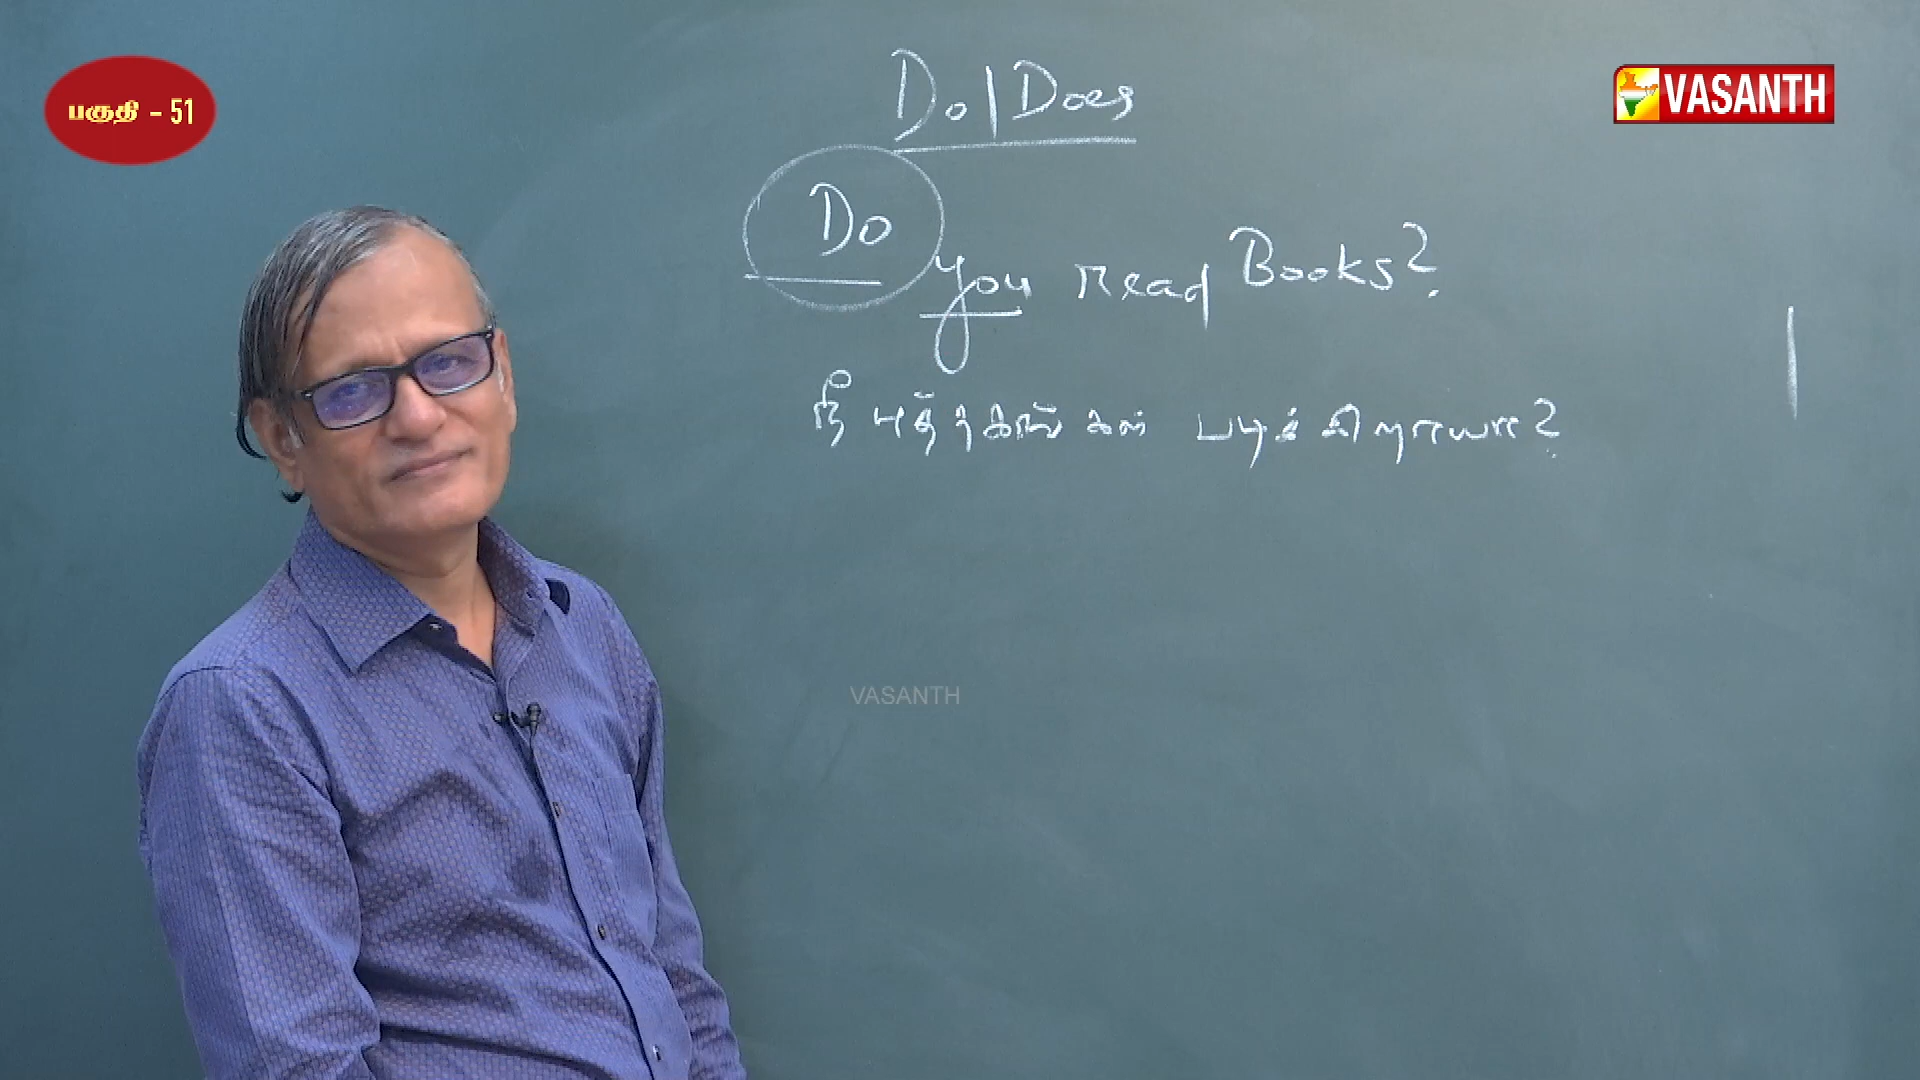 பகுதி - 51
VASANTH
Do/Does
Do you Read Books?
நீ புத்தகங்கள் படிக்கிறாயா?
VASANTH